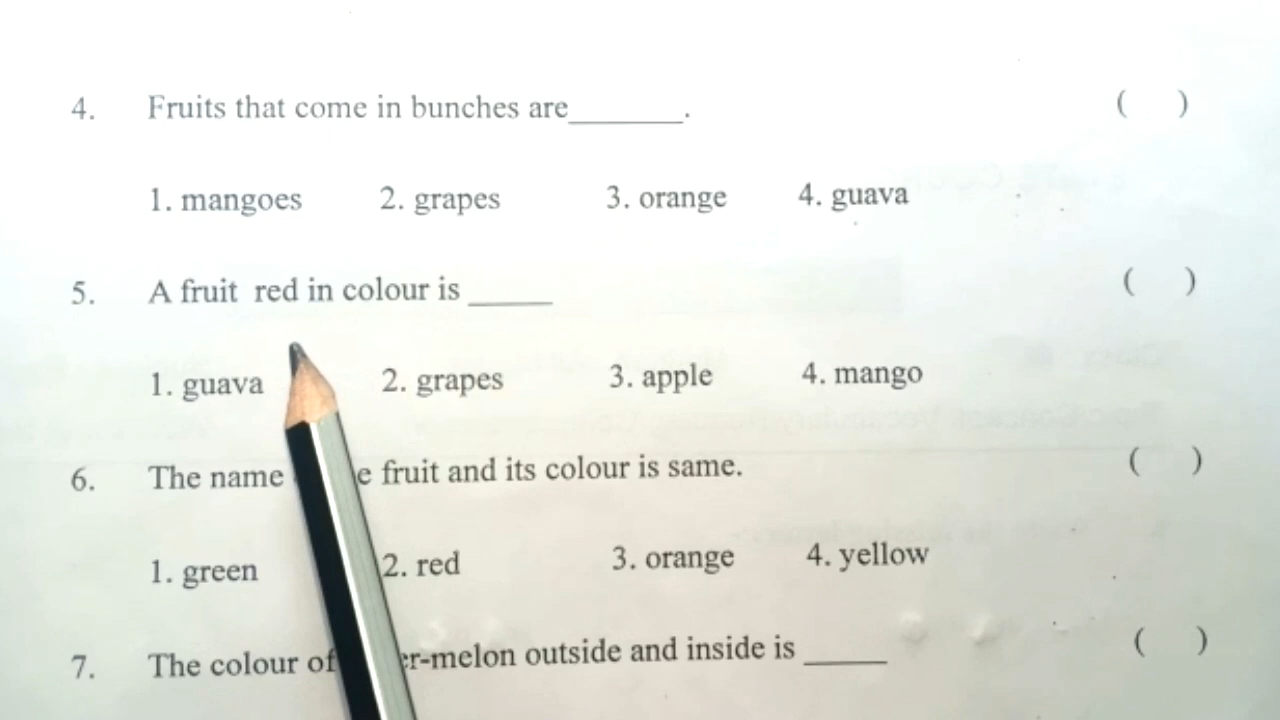 4. Fruits that come in bunches are_______. ( )
1. mangoes 2. grapes 3. orange 4. guava
5. A fruit red in colour is _____ ( )
1. guava 2. grapes 3. apple 4. mango
6. The name fruit and its colour is same. ( )
1. green 2. red 3. orange 4. yellow
7. The colour of er-melon outside and inside is _____ ( )